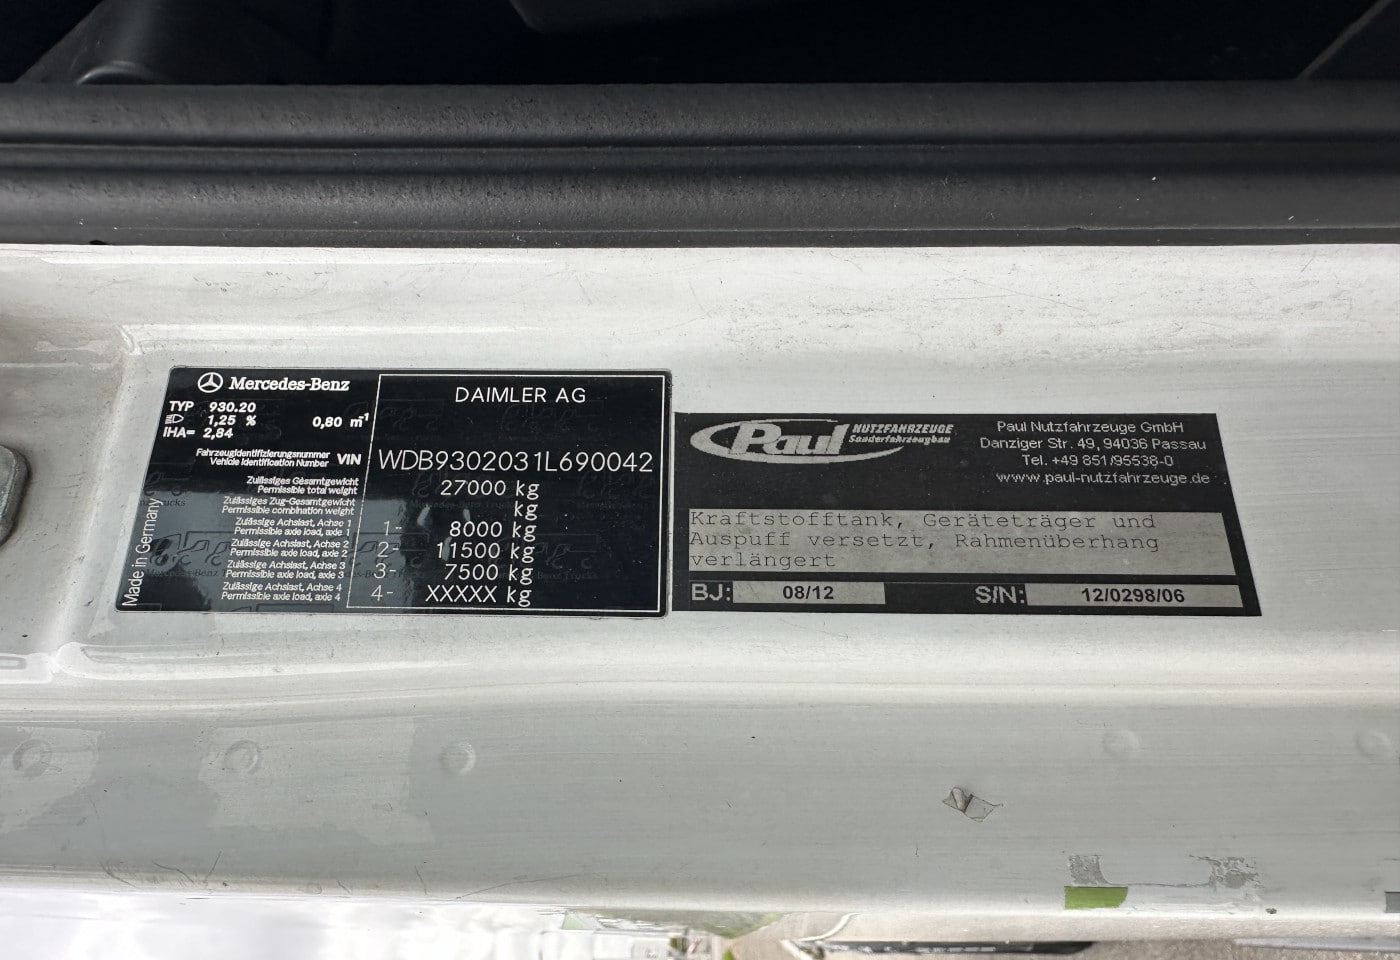 Mercedes-Benz
TYP 930.20
1,25 % 0,80 m⁻¹
IHA= 2,84
DAIMLER AG
Fahrzeugidentifizierungsnummer
Vehicle Identification Number VIN WDB9302031L690042
Zulässiges Gesamtgewicht
Permissible total weight 27000 kg
Zulässiges Zug-Gesamtgewicht
Permissible combination weight kg
Zulässige Achslast, Achse 1
Permissible axle load, axle 1 1- 8000 kg
Zulässige Achslast, Achse 2
Permissible axle load, axle 2 2- 11500 kg
Zulässige Achslast, Achse 3
Permissible axle load, axle 3 3- 7500 kg
Zulässige Achslast, Achse 4
Permissible axle load, axle 4 4- XXXXX kg
Made in Germany
Paul NUTZFAHRZEUGE
Sonderfahrzeugbau
Paul Nutzfahrzeuge GmbH
Danziger Str. 49, 94036 Passau
Tel. +49 851/95538-0
www.paul-nutzfahrzeuge.de
Kraftstofftank, Geräteträger und
Auspuff versetzt, Rahmenüberhang
verlängert
BJ: 08/12 S/N: 12/0298/06